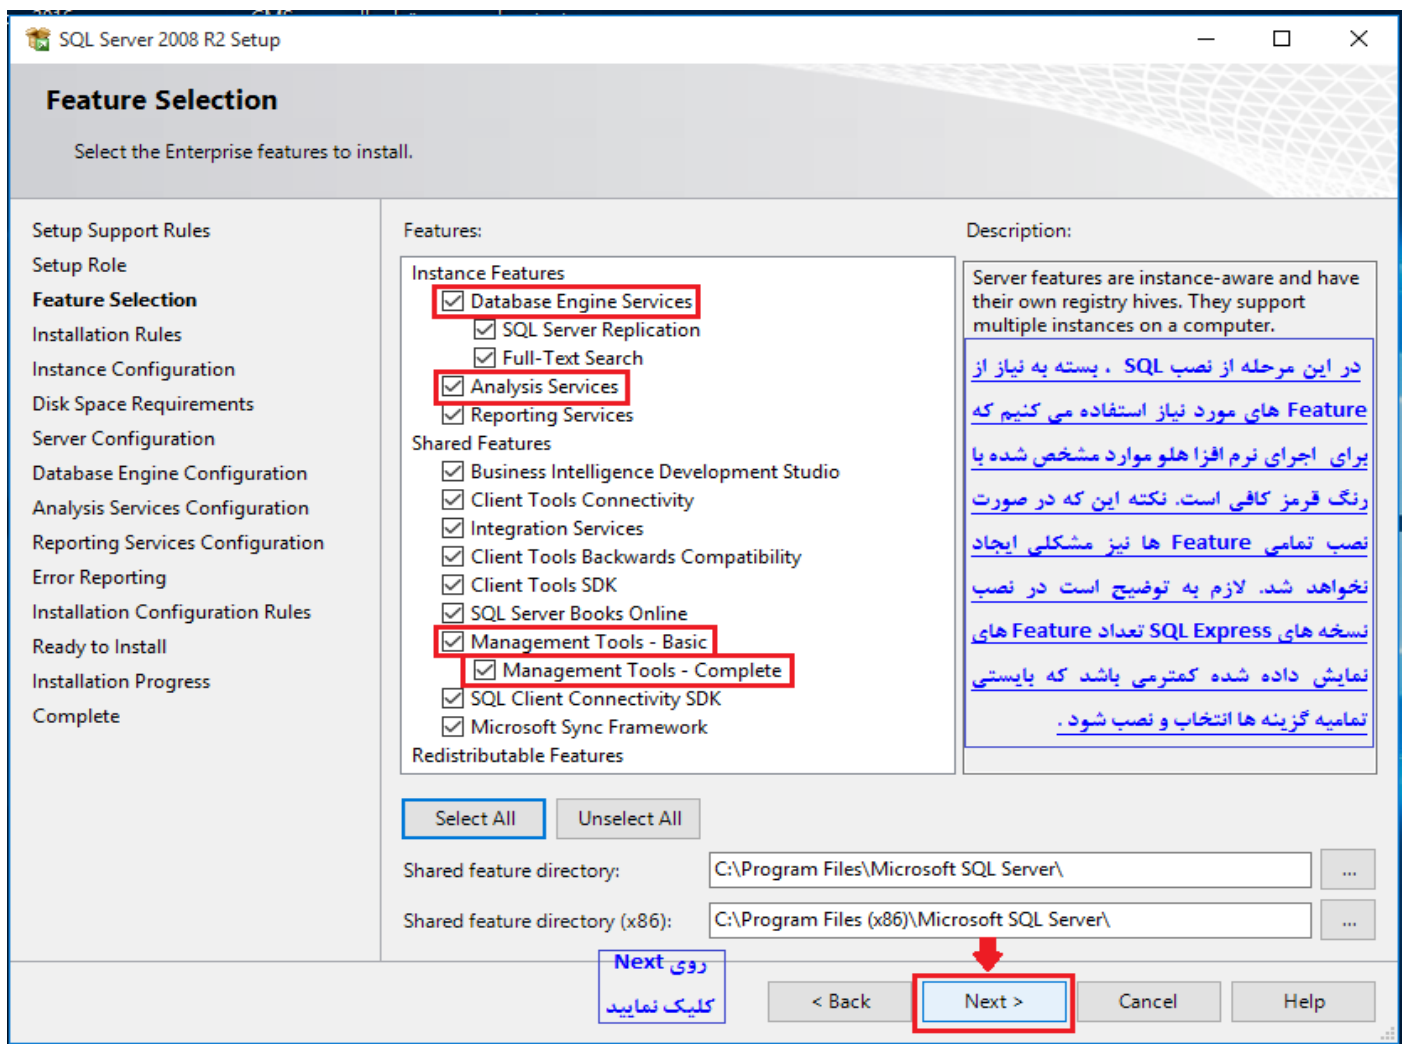 SQL Server 2008 R2 Setup
Feature Selection
Select the Enterprise features to install.
Setup Support Rules
Setup Role
Feature Selection
Installation Rules
Instance Configuration
Disk Space Requirements
Server Configuration
Database Engine Configuration
Analysis Services Configuration
Reporting Services Configuration
Error Reporting
Installation Configuration Rules
Ready to Install
Installation Progress
Complete
Features:
Instance Features
Database Engine Services
SQL Server Replication
Full-Text Search
Analysis Services
Reporting Services
Shared Features
Business Intelligence Development Studio
Client Tools Connectivity
Integration Services
Client Tools Backwards Compatibility
Client Tools SDK
SQL Server Books Online
Management Tools - Basic
Management Tools - Complete
SQL Client Connectivity SDK
Microsoft Sync Framework
Redistributable Features
Description:
Server features are instance-aware and have
their own registry hives. They support
multiple instances on a computer.
در این مرحله از نصب SQL ، بسته به نیاز از
Feature های مورد نیاز استفاده می کنیم که
برای اجرای نرم افزا هلو موارد مشخص شده با
رنگ قرمز کافی است. نکته این که در صورت
نصب تمامی Feature ها نیز مشکلی ایجاد
نخواهد شد. لازم به توضیح است در نصب
نسخه های SQL Express تعداد Feature های
نمایش داده شده کمترمی باشد که بایستی
تمامیه گزینه ها انتخاب و نصب شود .
Select All
Unselect All
Shared feature directory:
C:\Program Files\Microsoft SQL Server\
...
Shared feature directory (x86):
C:\Program Files (x86)\Microsoft SQL Server\
...
روی Next
کلیک نمایید
< Back
Next >
Cancel
Help